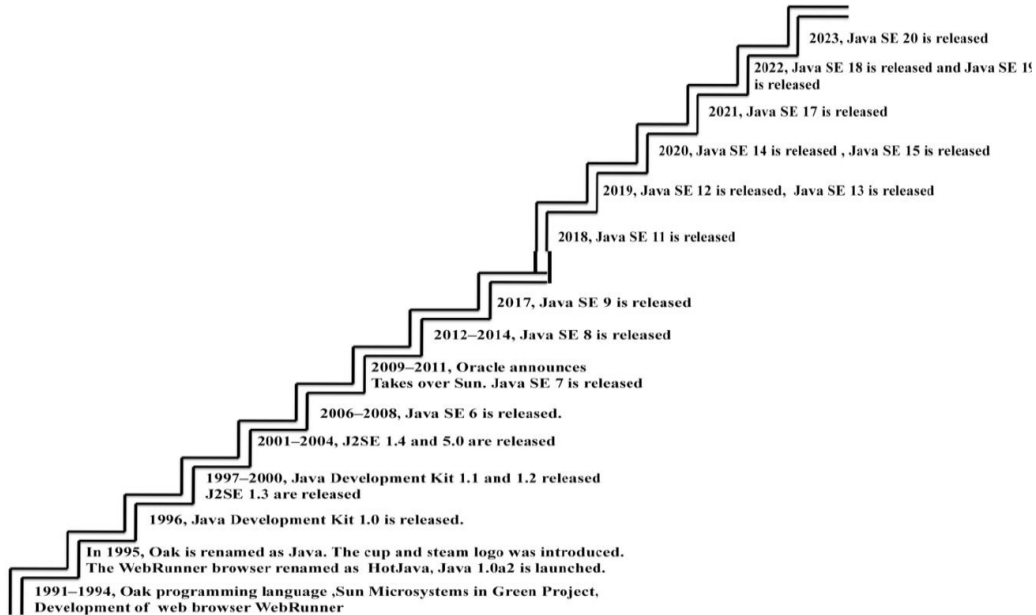 2023, Java SE 20 is released
2022, Java SE 18 is released and Java SE 19
is released
2021, Java SE 17 is released
2020, Java SE 14 is released , Java SE 15 is released
2019, Java SE 12 is released, Java SE 13 is released
2018, Java SE 11 is released
2017, Java SE 9 is released
2012–2014, Java SE 8 is released
2009–2011, Oracle announces
Takes over Sun. Java SE 7 is released
2006–2008, Java SE 6 is released.
2001–2004, J2SE 1.4 and 5.0 are released
1997–2000, Java Development Kit 1.1 and 1.2 released
J2SE 1.3 are released
1996, Java Development Kit 1.0 is released.
In 1995, Oak is renamed as Java. The cup and steam logo was introduced.
The WebRunner browser renamed as HotJava, Java 1.0a2 is launched.
1991–1994, Oak programming language ,Sun Microsystems in Green Project,
Development of web browser WebRunner